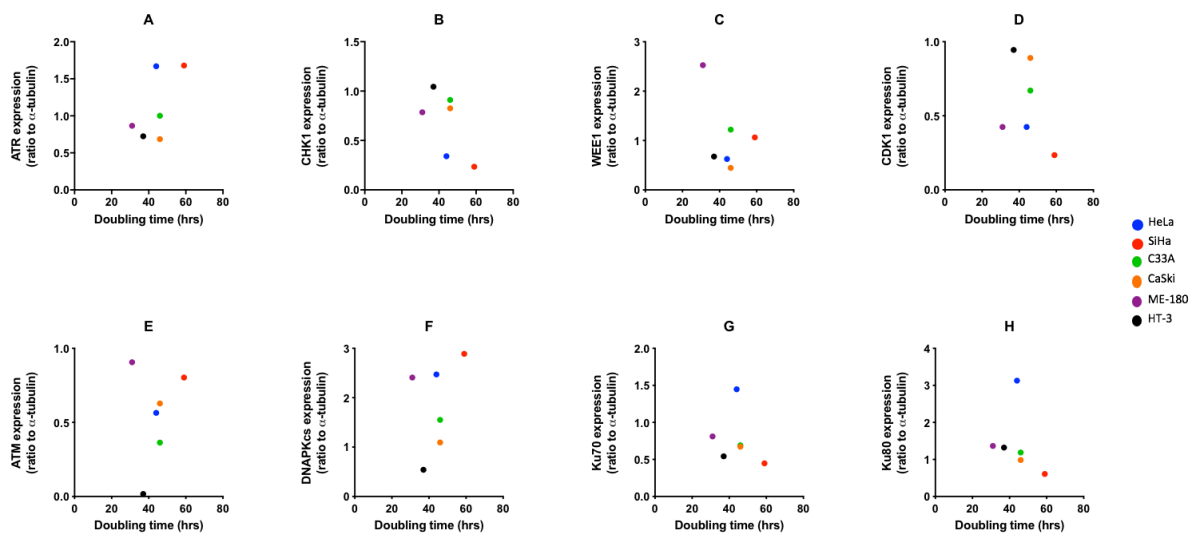 A
ATR expression
(ratio to α-tubulin)
2.0
1.5
1.0
0.5
0.0
0 20 40 60 80
Doubling time (hrs)
B
CHK1 expression
(ratio to α-tubulin)
1.5
1.0
0.5
0.0
0 20 40 60 80
Doubling time (hrs)
C
WEE1 expression
(ratio to α-tubulin)
3
2
1
0
0 20 40 60 80
Doubling time (hrs)
D
CDK1 expression
(ratio to α-tubulin)
1.0
0.5
0.0
0 20 40 60 80
Doubling time (hrs)
HeLa
SiHa
C33A
CaSki
ME-180
HT-3
E
ATM expression
(ratio to α-tubulin)
1.0
0.5
0.0
0 20 40 60 80
Doubling time (hrs)
F
DNAPKcs expression
(ratio to α-tubulin)
3
2
1
0
0 20 40 60 80
Doubling time (hrs)
G
Ku70 expression
(ratio to α-tubulin)
2.0
1.5
1.0
0.5
0.0
0 20 40 60 80
Doubling time (hrs)
H
Ku80 expression
(ratio to α-tubulin)
4
3
2
1
0
0 20 40 60 80
Doubling time (hrs)